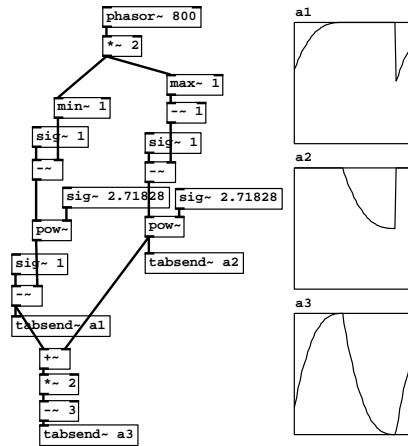 phasor~ 800
a1
*~ 2
max~ 1
min~ 1
-~ 1
sig~ 1
sig~ 1
-~
-~
sig~ 2.71828
sig~ 2.71828
pow~
pow~
a2
sig~ 1
tabsend~ a2
-~
tabsend~ a1
a3
+~
*~ 2
-~ 3
tabsend~ a3